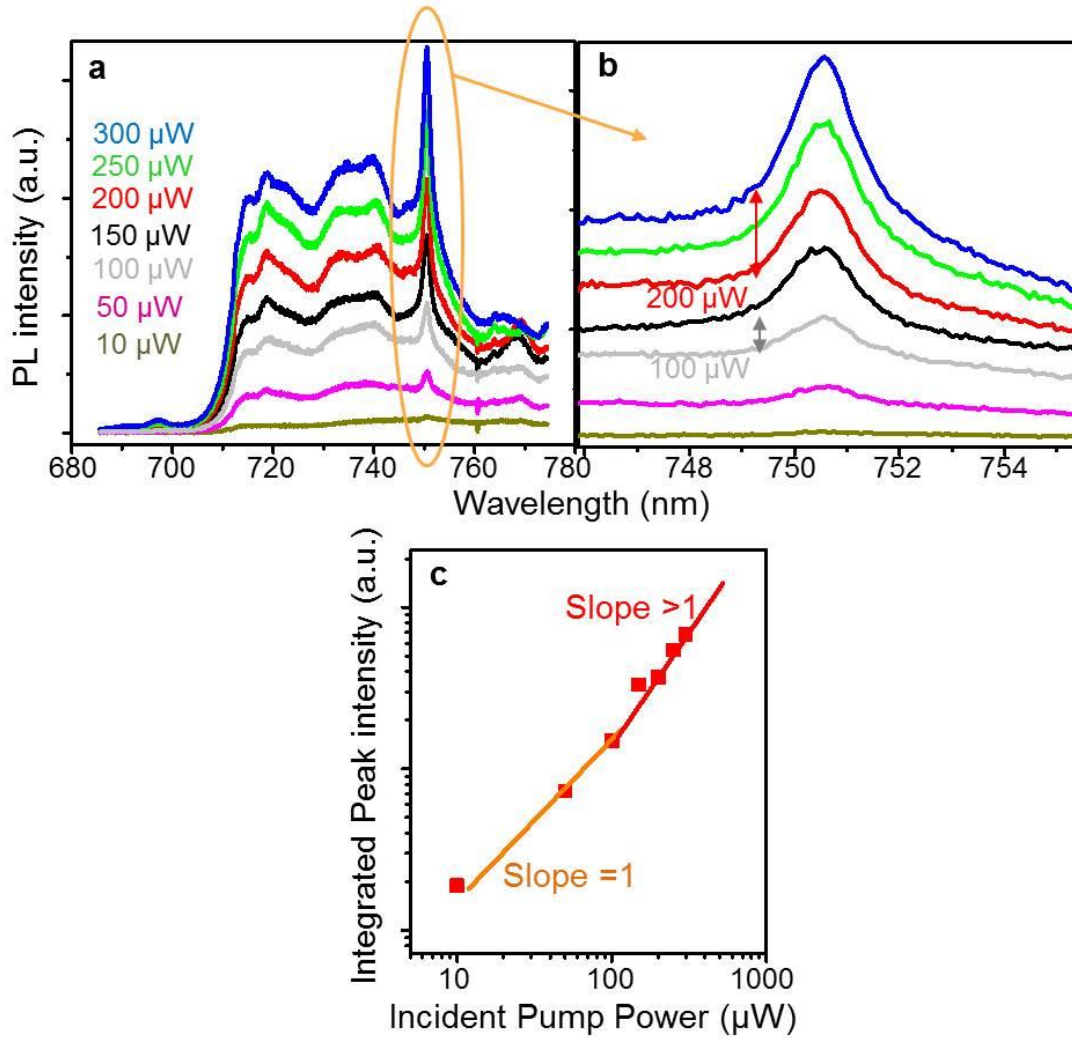 a
300 µW
250 µW
200 µW
150 µW
100 µW
50 µW
10 µW
PL intensity (a.u.)
680 700 720 740 760 780
b
200 µW
100 µW
748 750 752 754
0
Wavelength (nm)
c
Slope >1
Slope =1
Integrated Peak intensity (a.u.)
10 100 1000
Incident Pump Power (µW)